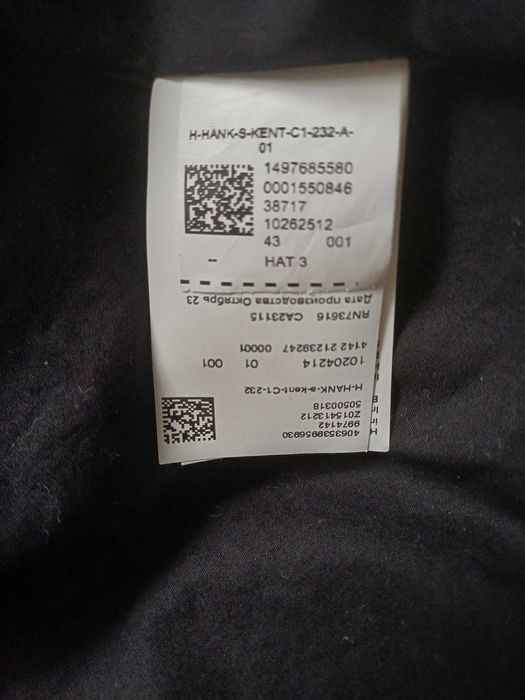 H-HANK-S-KENT-C1-232-A-
01
1497685580
0001550846
38717
10262512
43 001
-- HAT 3
4063539956930
9974142
Z015413212
50500318
H-HANK-s-kent-C1-232
10204214 01 001
4142 21239247 00001
RN73616 CA23115
Дата производства Октябрь 23